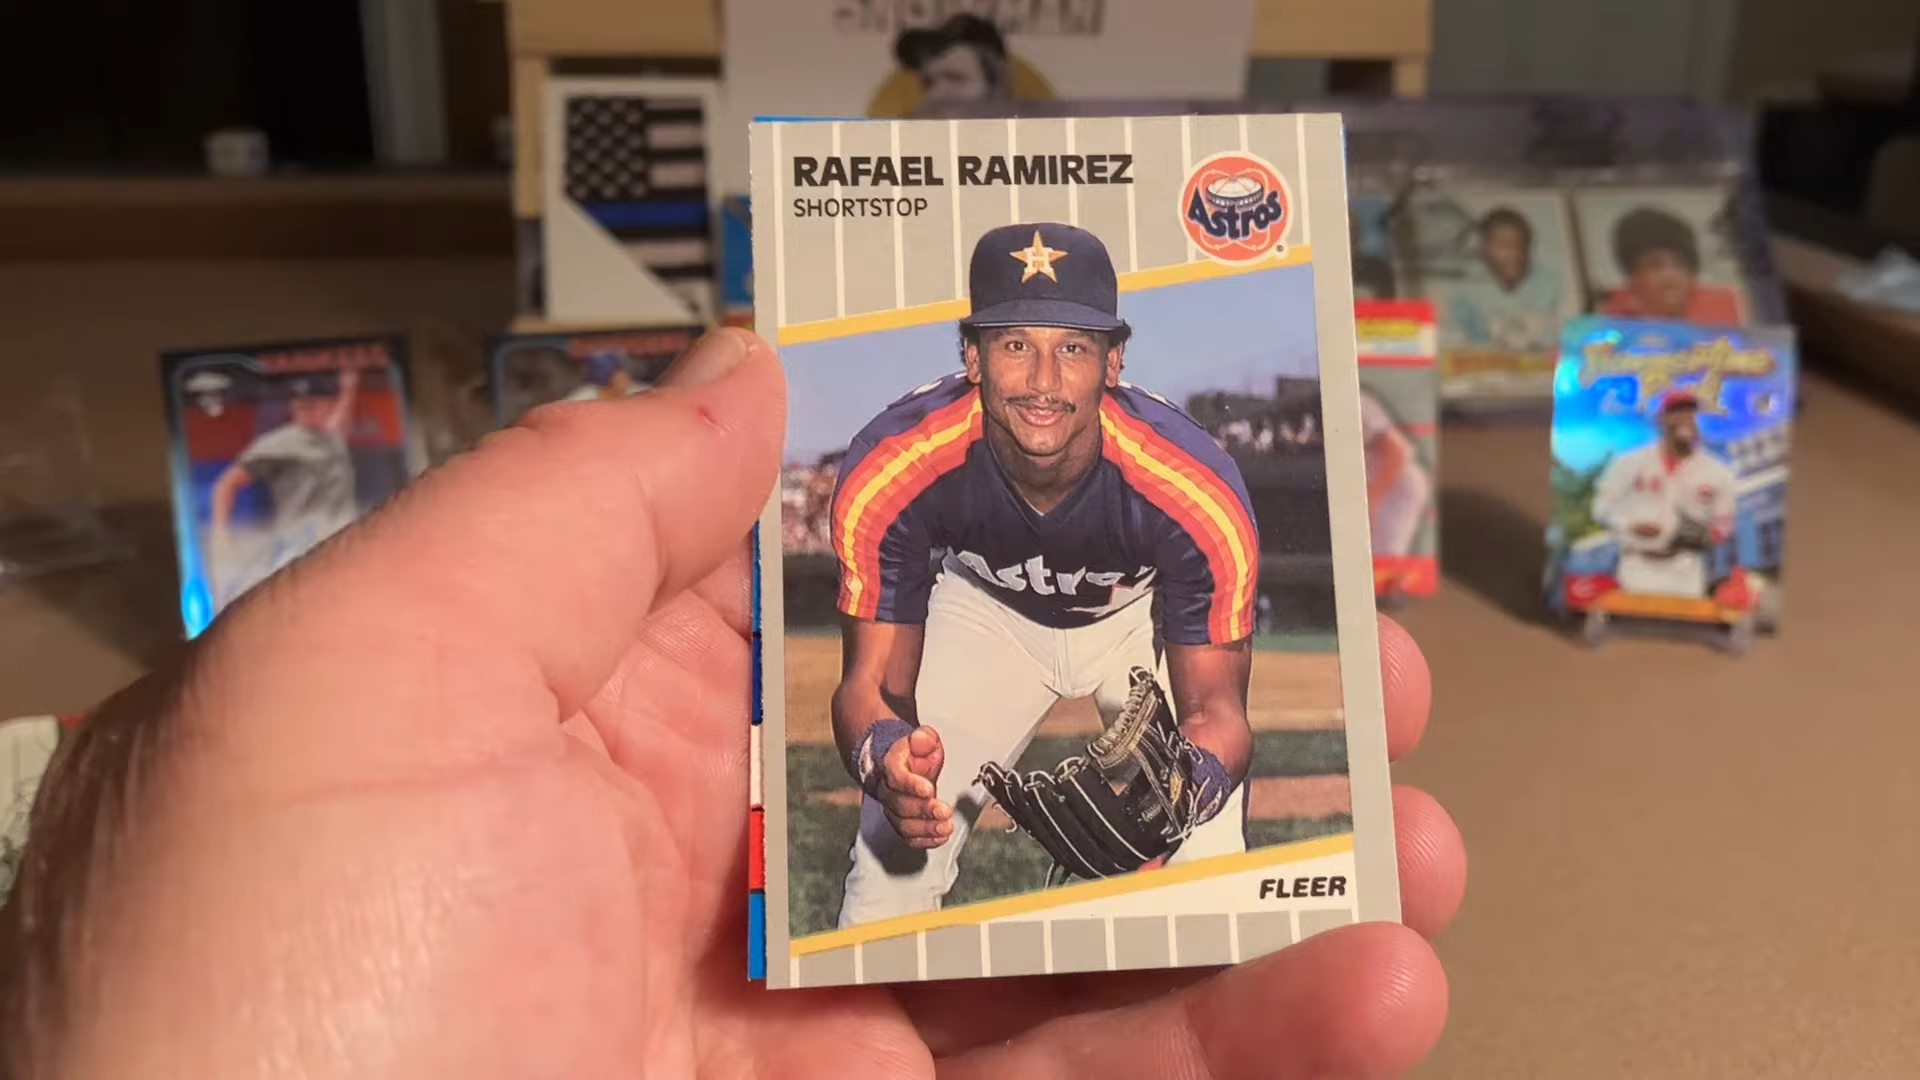 RAFAEL RAMIREZ
SHORTSTOP
Astros
H
Astros
FLEER